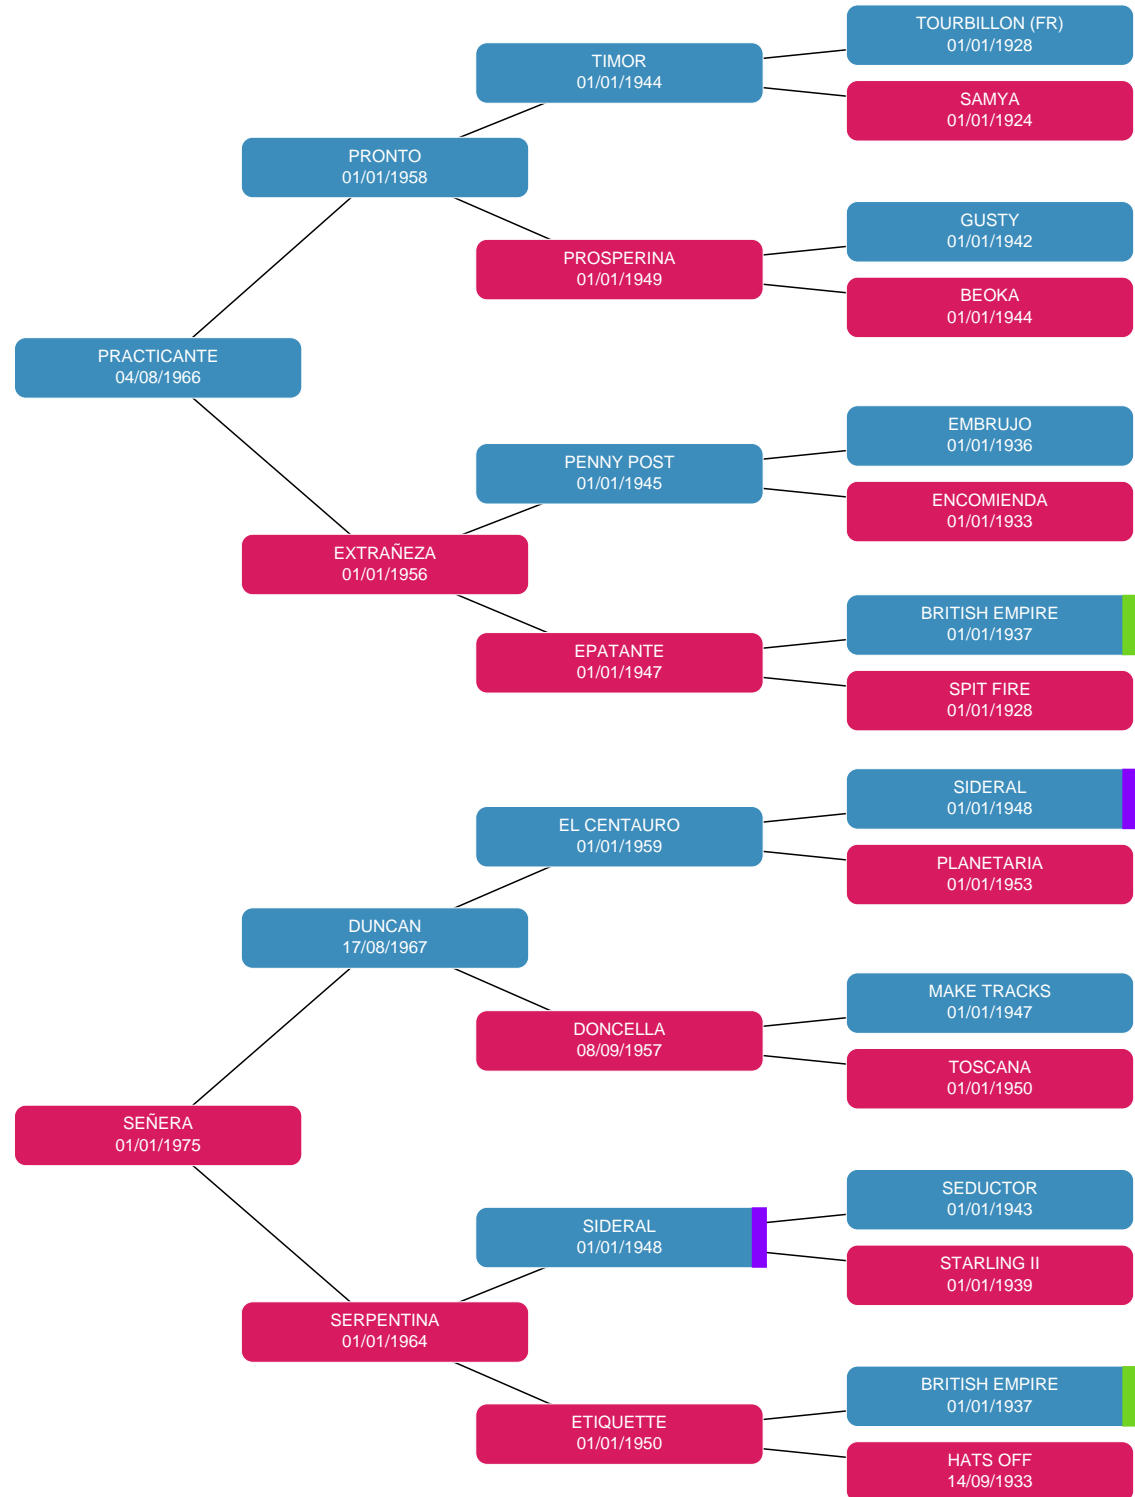 TOURBILLON (FR)
01/01/1928
TIMOR
01/01/1944
SAMYA
01/01/1924
PRONTO
01/01/1958
GUSTY
01/01/1942
PROSPERINA
01/01/1949
BEOKA
01/01/1944
PRACTICANTE
04/08/1966
EMBRUJO
01/01/1936
PENNY POST
01/01/1945
ENCOMIENDA
01/01/1933
EXTRAÑEZA
01/01/1956
BRITISH EMPIRE
01/01/1937
EPATANTE
01/01/1947
SPIT FIRE
01/01/1928
SIDERAL
01/01/1948
EL CENTAURO
01/01/1959
PLANETARIA
01/01/1953
DUNCAN
17/08/1967
MAKE TRACKS
01/01/1947
DONCELLA
08/09/1957
TOSCANA
01/01/1950
SEÑERA
01/01/1975
SEDUCTOR
01/01/1943
SIDERAL
01/01/1948
STARLING II
01/01/1939
SERPENTINA
01/01/1964
BRITISH EMPIRE
01/01/1937
ETIQUETTE
01/01/1950
HATS OFF
14/09/1933